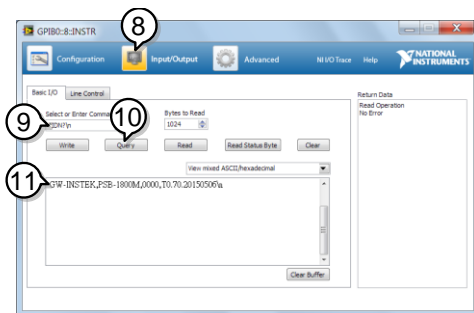 8
GPIB0::8::INSTR
Configuration
Input/Output
Advanced
NI I/O Trace
Help
NATIONAL
INSTRUMENTS
Basic I/O
Line Control
Return Data
Read Operation
No Error
9
10
Select or Enter Comma
Bytes to Read
IDN?\n
1024
Write
Query
Read
Read Status Byte
Clear
View mixed ASCII/hexadecimal
11
GW-INSTEK,PSB-1800M,0000,T0.70.20150506\n
Clear Buffer